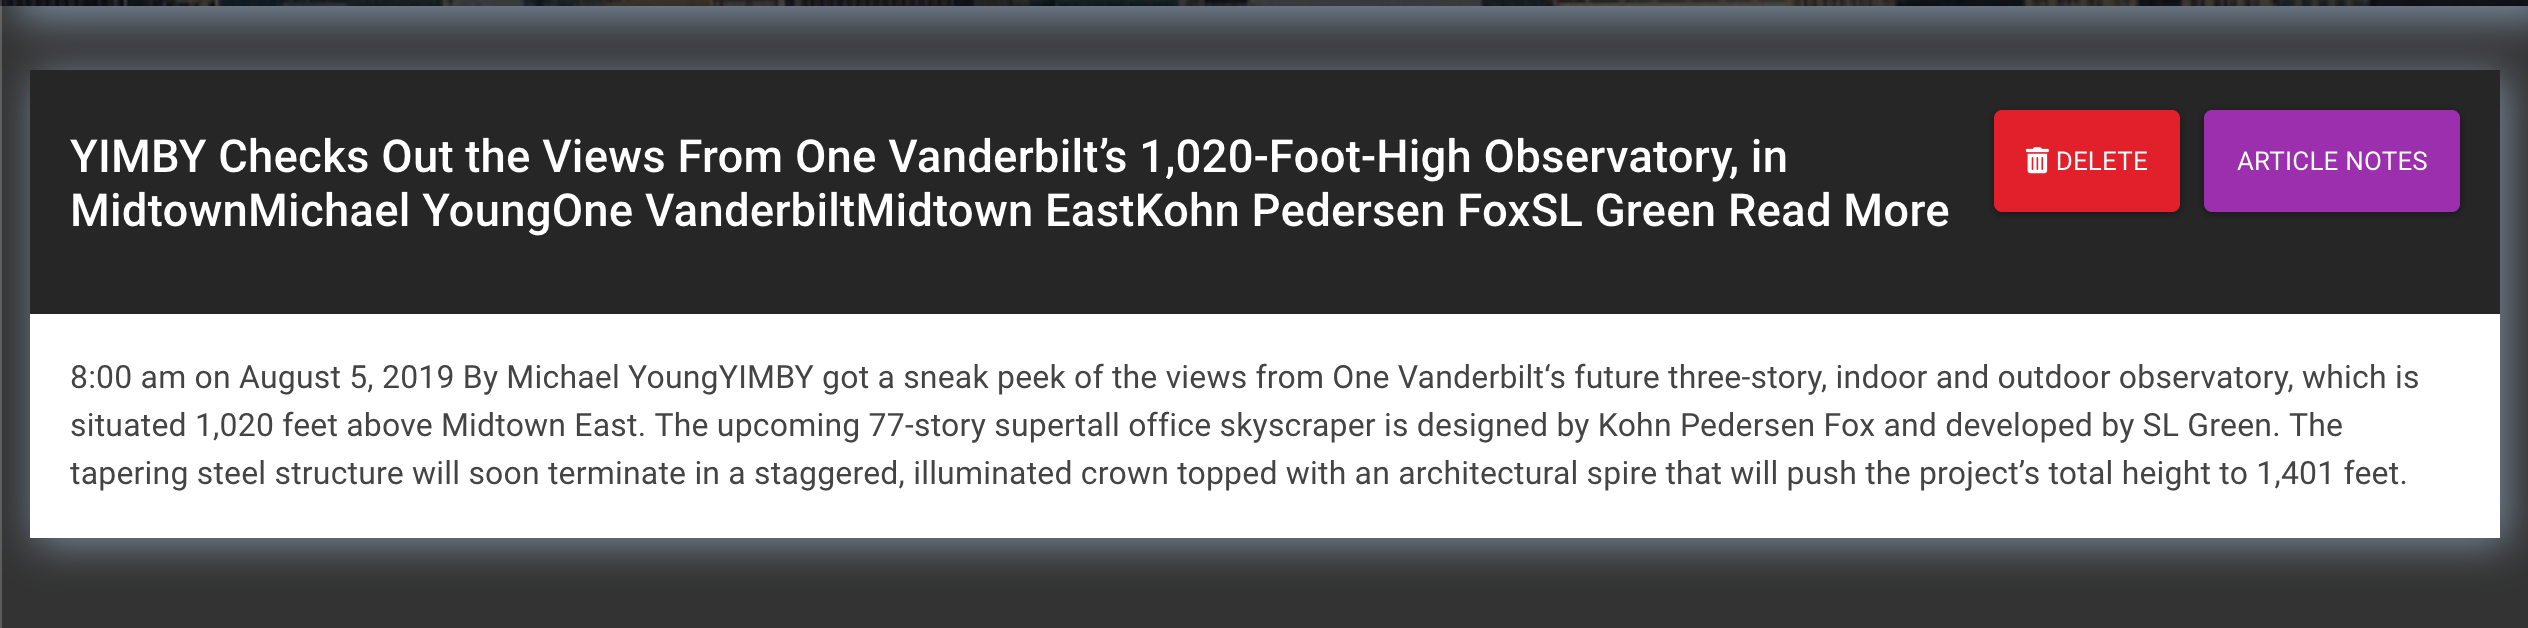 YIMBY Checks Out the Views From One Vanderbilt’s 1,020-Foot-High Observatory, in
MidtownMichael YoungOne VanderbiltMidtown EastKohn Pedersen FoxSL Green Read More
DELETE
ARTICLE NOTES
8:00 am on August 5, 2019 By Michael YoungYIMBY got a sneak peek of the views from One Vanderbilt‘s future three-story, indoor and outdoor observatory, which is
situated 1,020 feet above Midtown East. The upcoming 77-story supertall office skyscraper is designed by Kohn Pedersen Fox and developed by SL Green. The
tapering steel structure will soon terminate in a staggered, illuminated crown topped with an architectural spire that will push the project’s total height to 1,401 feet.